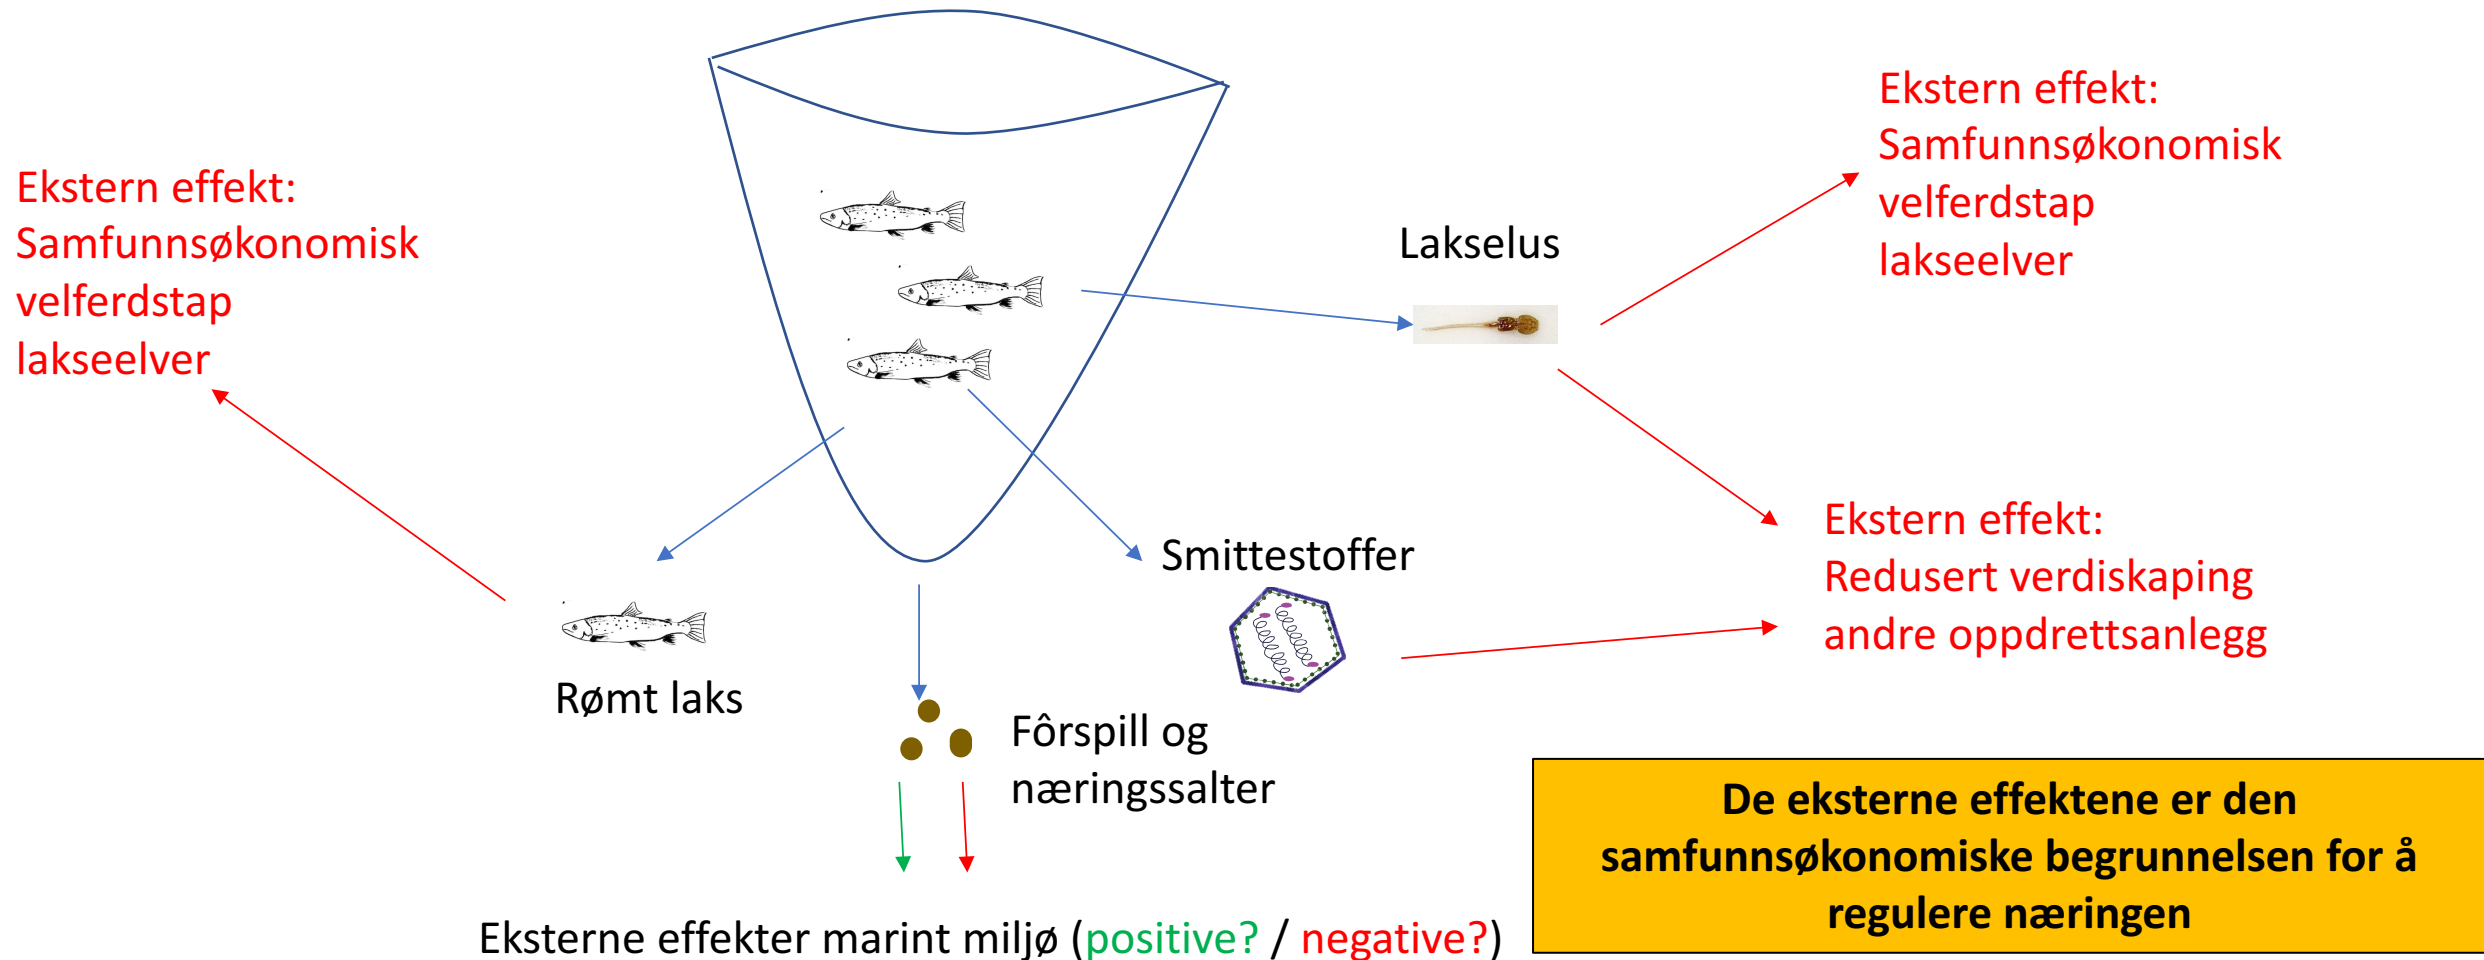 Ekstern effekt:
Samfunnsøkonomisk
velferdstap
lakseelver
Lakselus
Ekstern effekt:
Samfunnsøkonomisk
velferdstap
lakseelver
Smittestoffer
Ekstern effekt:
Redusert verdiskaping
andre oppdrettsanlegg
Rømt laks
Fôrspill og
næringssalter
De eksterne effektene er den
samfunnsøkonomiske begrunnelsen for å
regulere næringen
Eksterne effekter marint miljø (positive? / negative?)